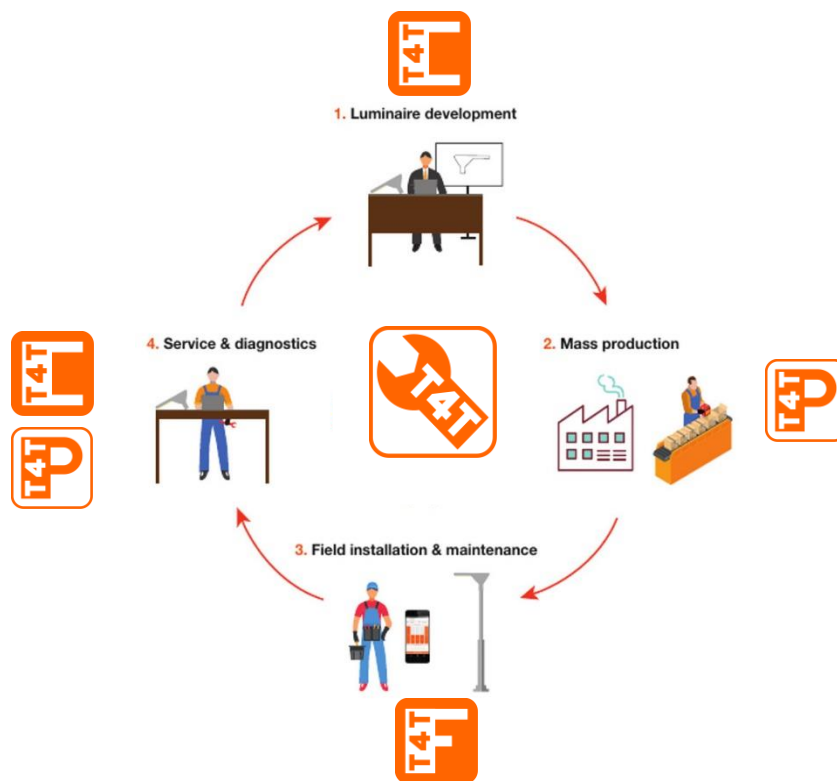 T4T C
1. Luminaire development
4. Service & diagnostics
2. Mass production
T4T C
T4T P
T4T
T4T P
3. Field installation & maintenance
T4T F